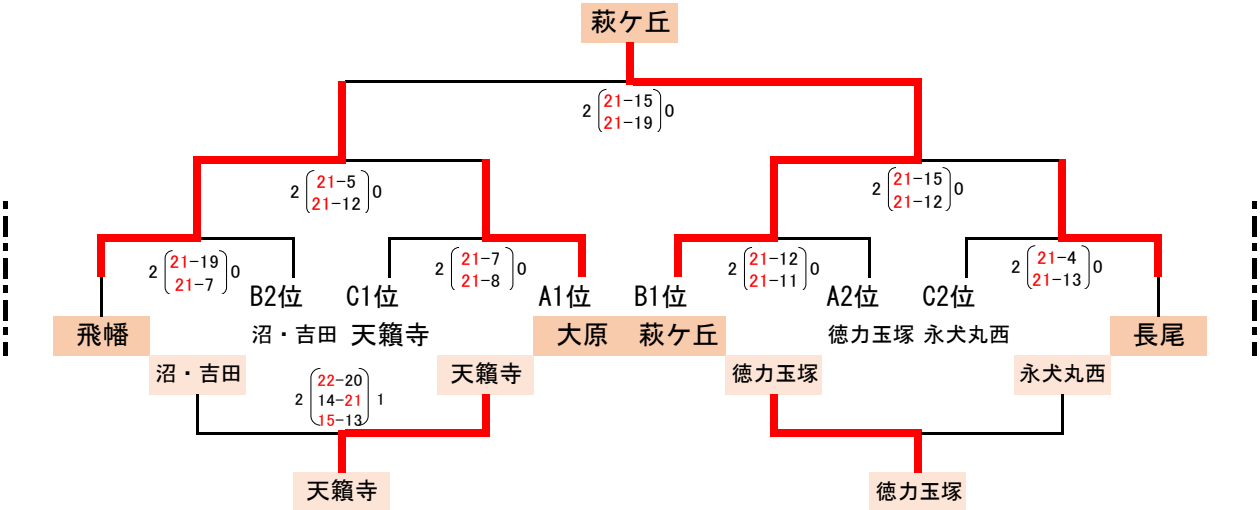 萩ケ丘
2 21-15 0
21-19
2 21-5 0
21-12
2 21-15 0
21-12
2 21-19 0
21-7
2 21-7 0
21-8
2 21-12 0
21-11
2 21-4 0
21-13
B2位 C1位 A1位 B1位 A2位 C2位
飛幡 沼・吉田 天籟寺 大原 萩ケ丘 徳力玉塚 永犬丸西 長尾
沼・吉田 天籟寺 徳力玉塚 永犬丸西
22-20
2 14-21 1
15-13
天籟寺 徳力玉塚